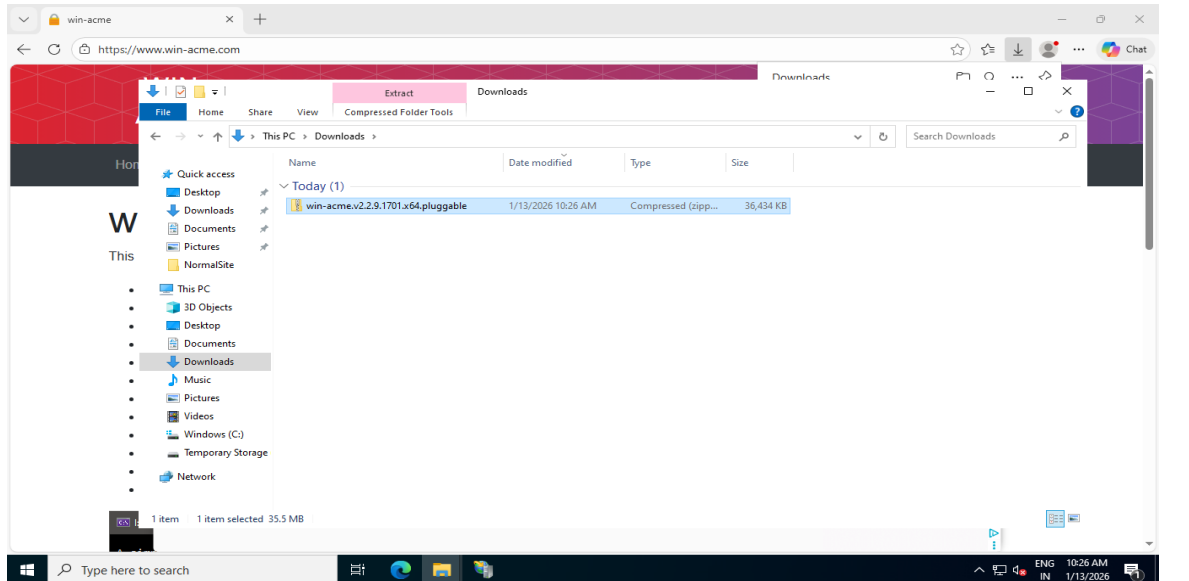 win-acme
https://www.win-acme.com
Chat
WIN
Downloads
Extract
Downloads
File Home Share View Compressed Folder Tools
This PC > Downloads >
Search Downloads
Hon
Name Date modified Type Size
Quick access
Today (1)
Desktop
win-acme.v2.2.9.1701.x64.pluggable 1/13/2026 10:26 AM Compressed (zipp... 36,434 KB
Downloads
W
Documents
This
Pictures
NormalSite
This PC
3D Objects
Desktop
Documents
Downloads
Music
Pictures
Videos
Windows (C:)
Temporary Storage
Network
1 item 1 item selected 35.5 MB
Type here to search
ENG 10:26 AM
IN 1/13/2026
1